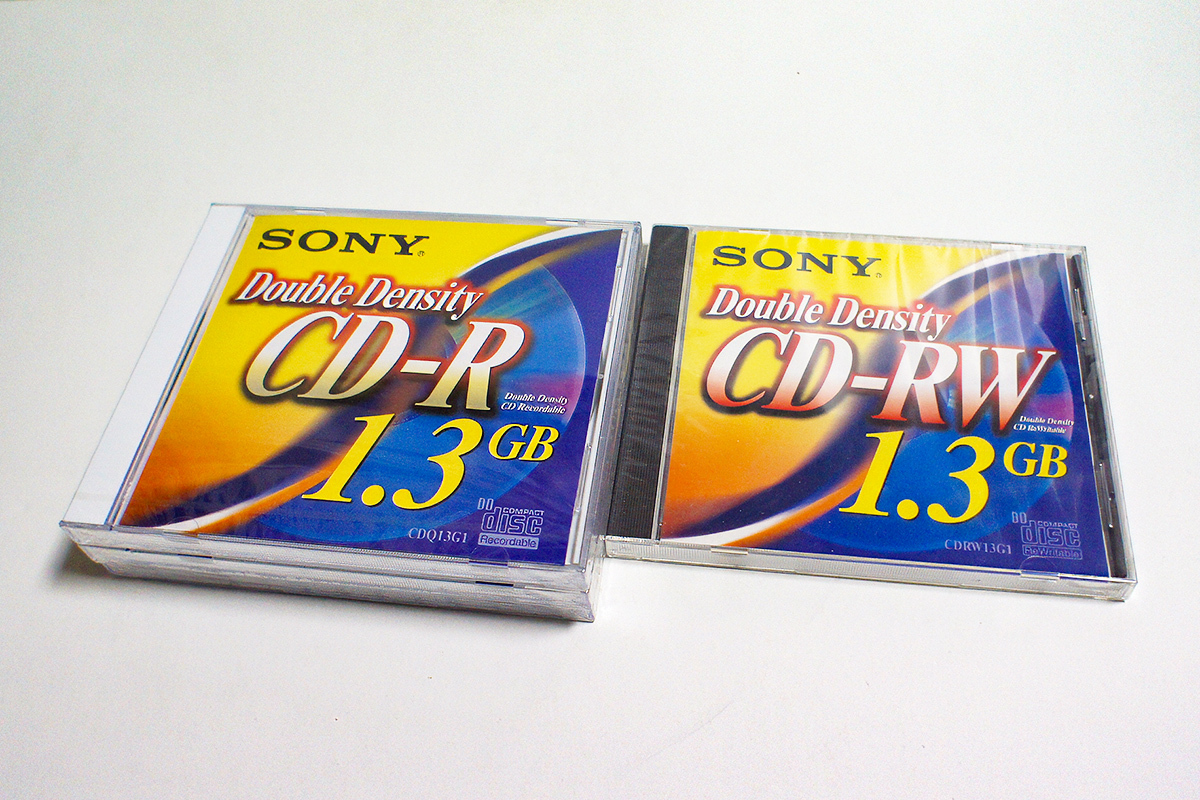 SONY®
Double Density
CD-R
Double Density
CD Recordable
1.3 GB
COMPACT
disc
Recordable
CDQ13G1
SONY®
Double Density
CD-RW
Double Density
CD ReWritable
1.3 GB
COMPACT
disc
ReWritable
CDRW13G1